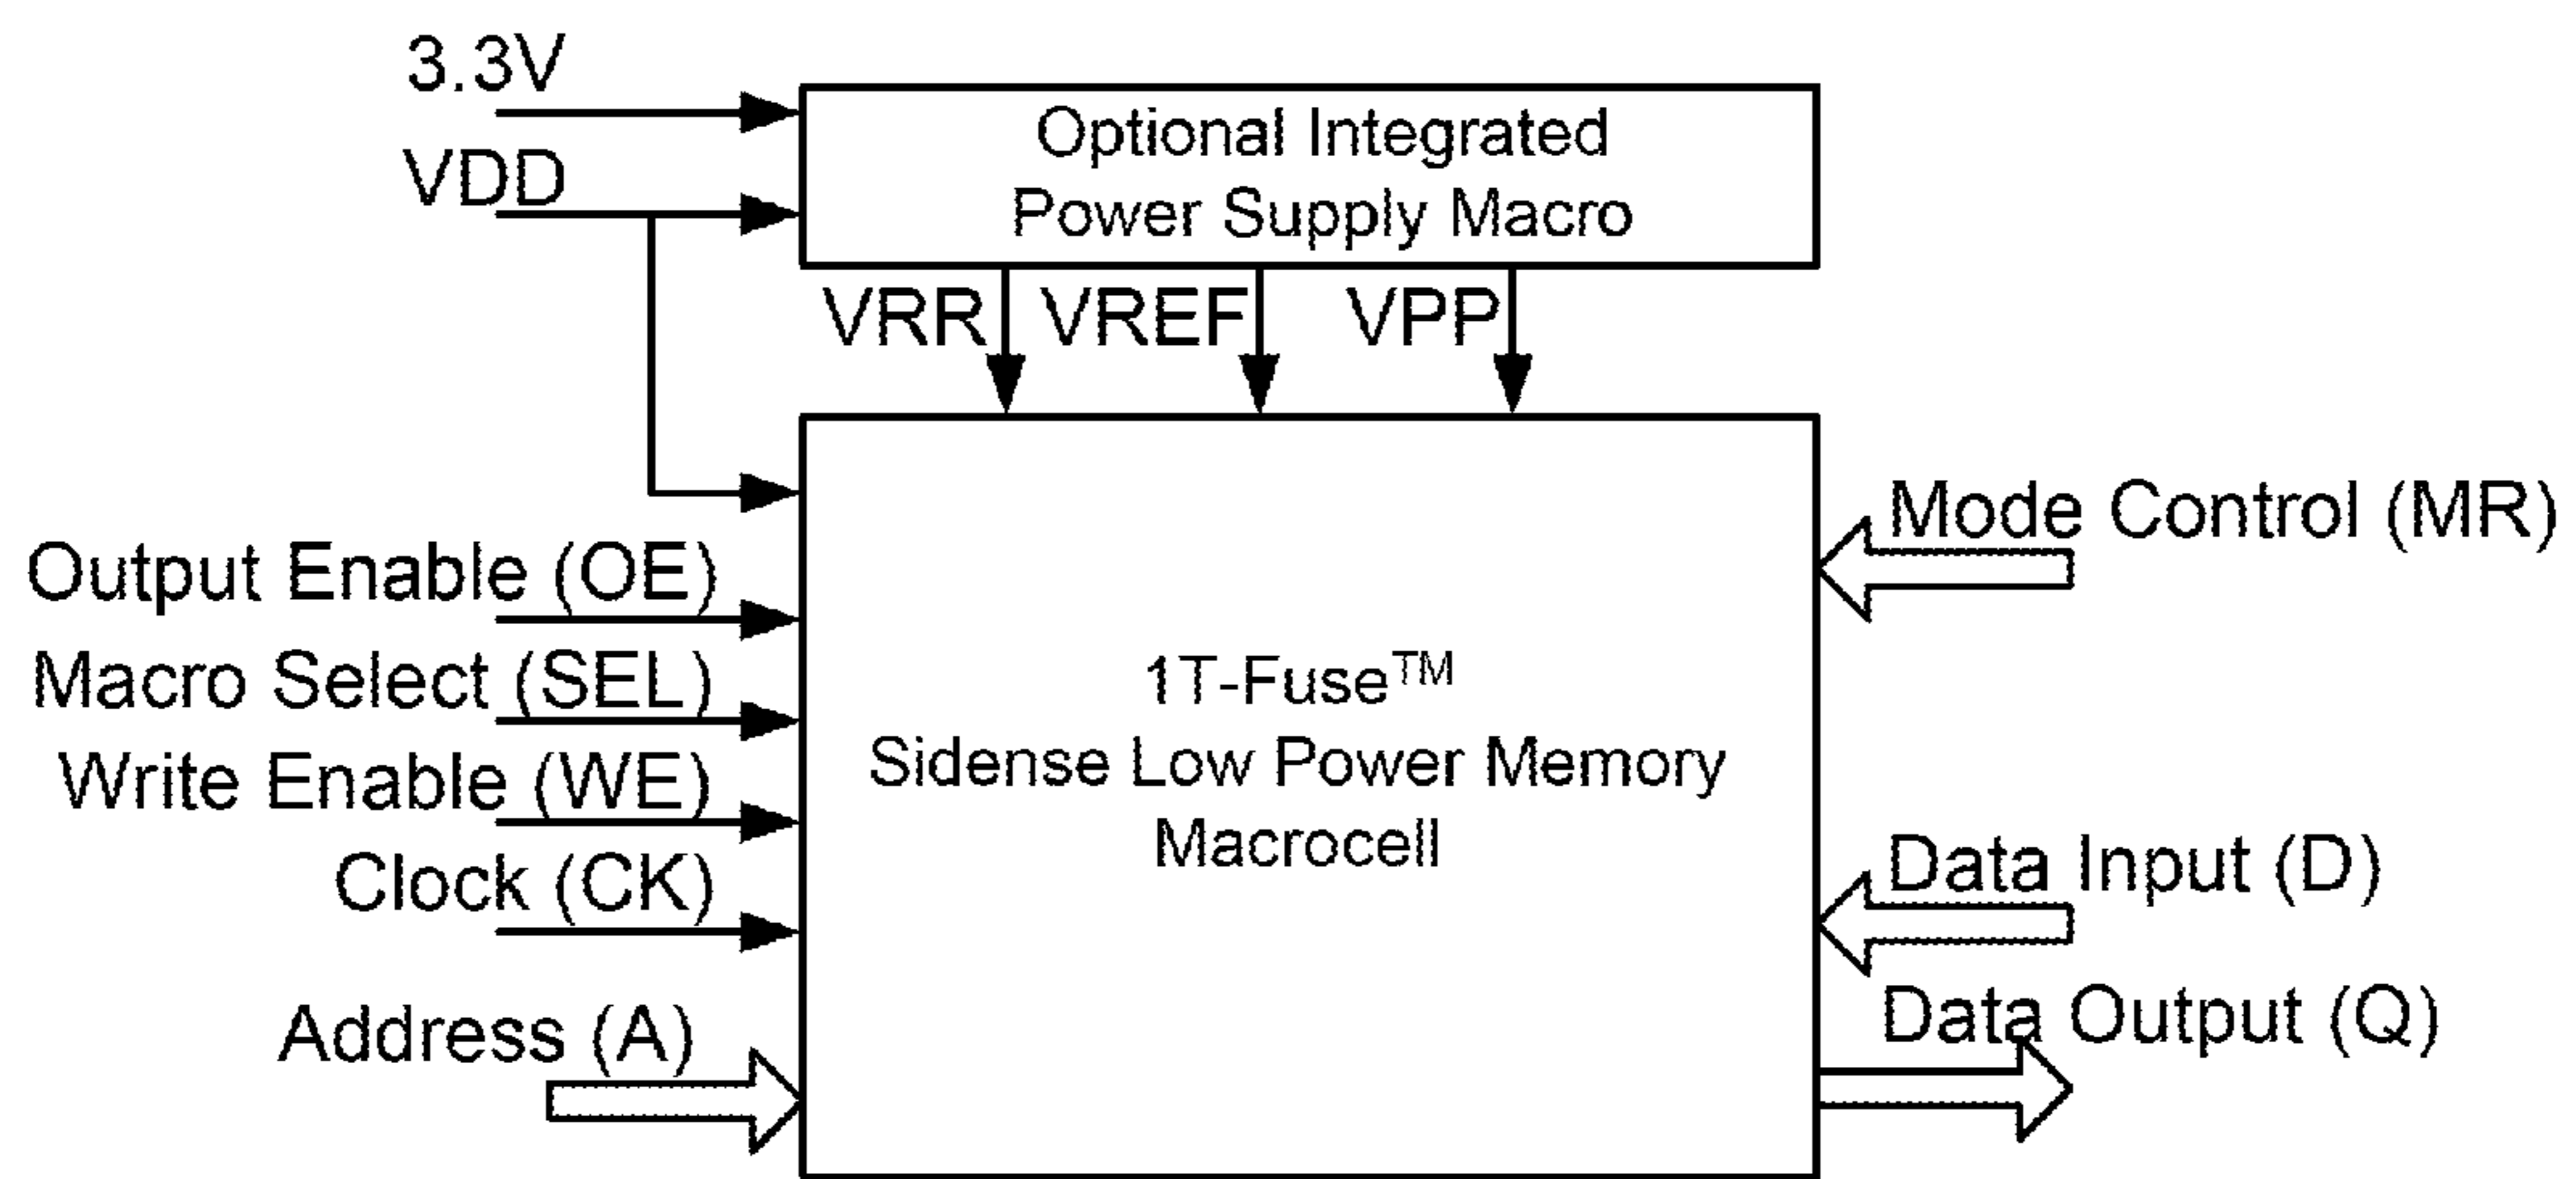 3.3V
VDD
Optional Integrated
Power Supply Macro
VRR
VREF
VPP
Output Enable (OE)
Macro Select (SEL)
Write Enable (WE)
Clock (CK)
Address (A)
1T-Fuse™
Sidense Low Power Memory
Macrocell
Mode Control (MR)
Data Input (D)
Data Output (Q)